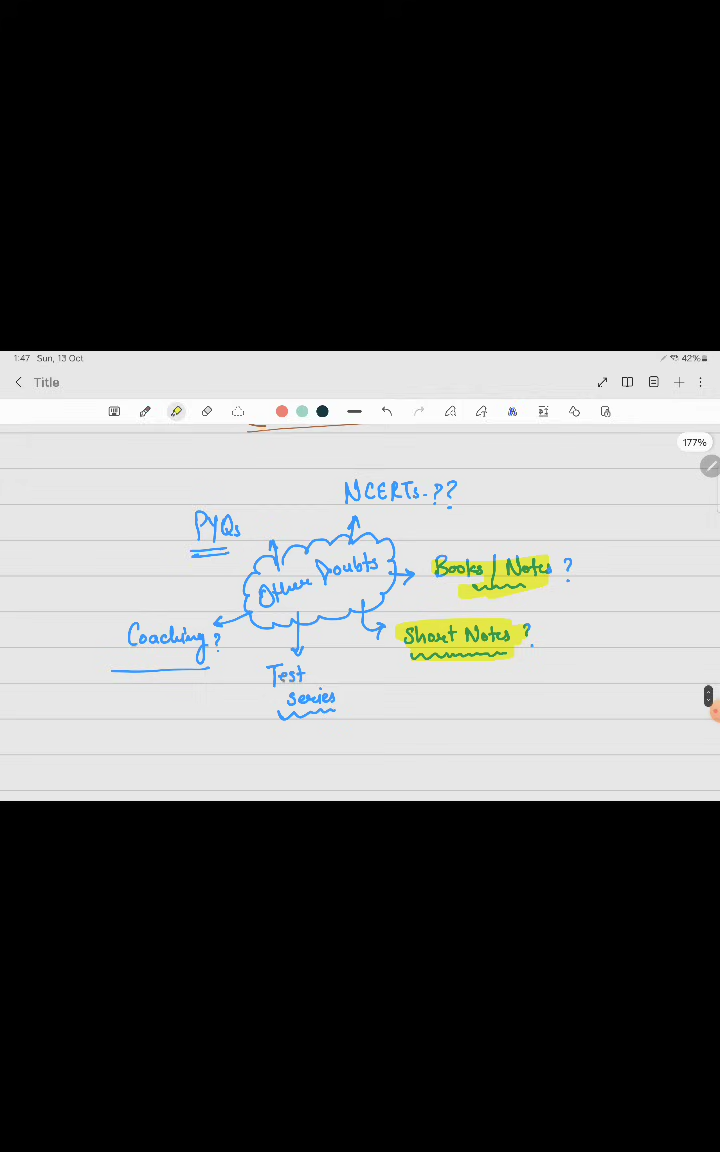 1:47 Sun, 13 Oct
42%
Title
177%
NCERTs-??
PYQs
Other Doubts
Books / Notes ?
Coaching?
Short Notes ?
Test
series